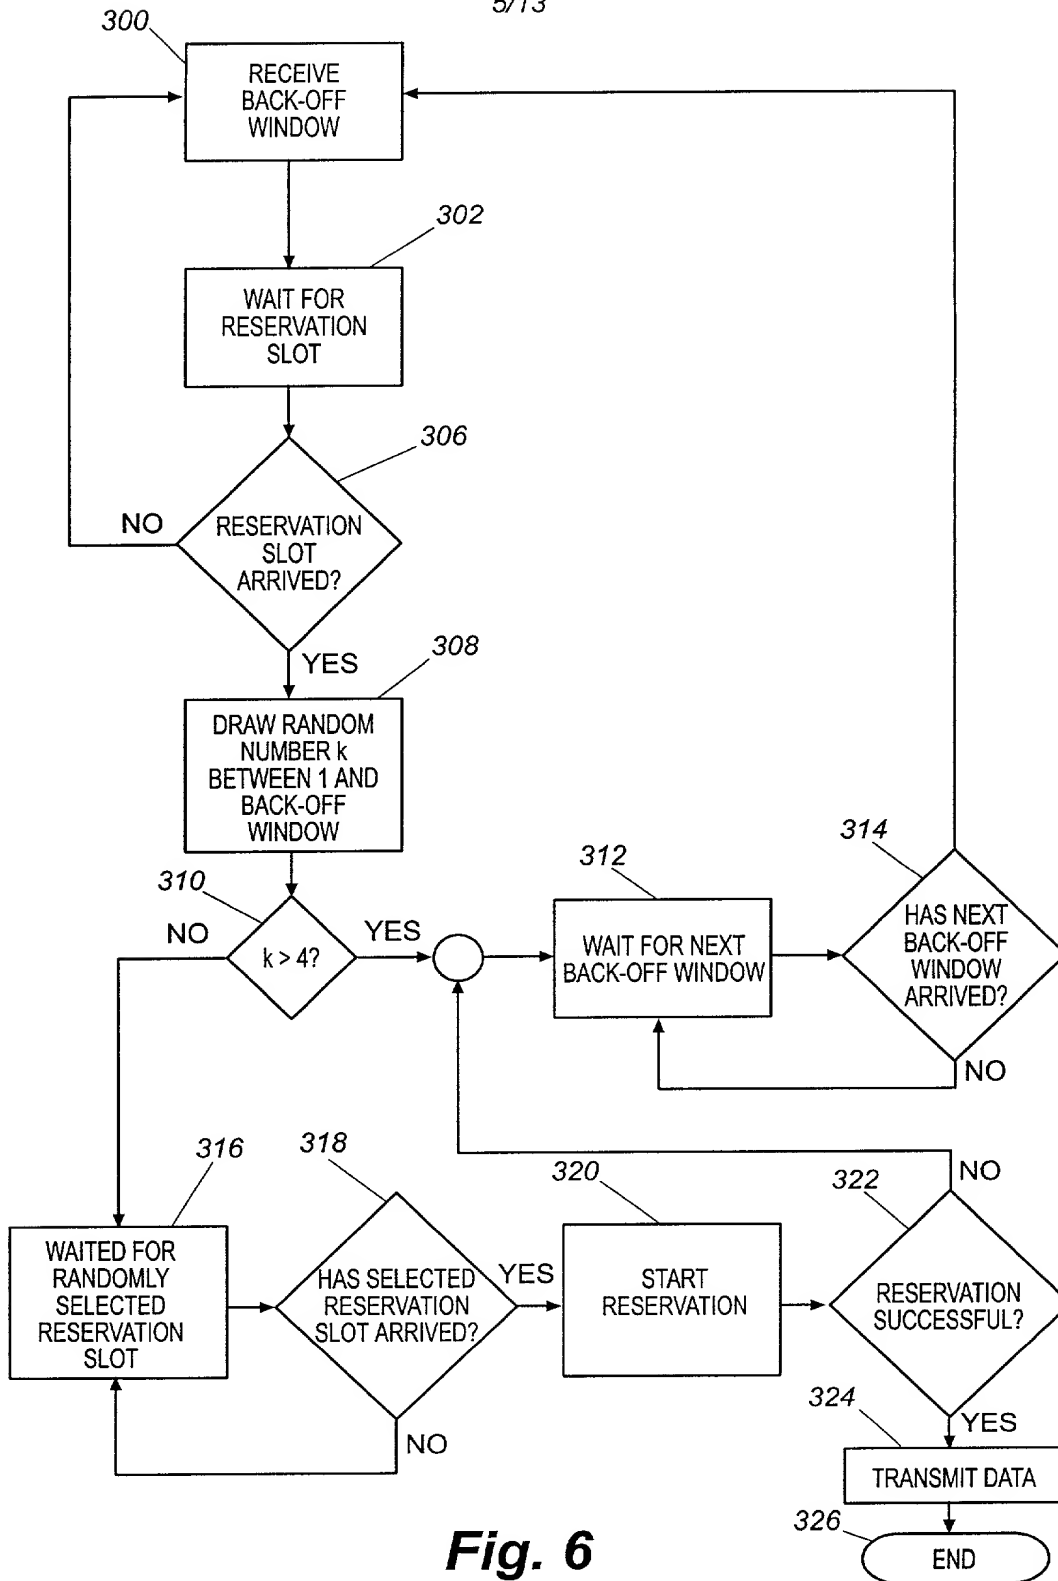 5/13
300
RECEIVE
BACK-OFF
WINDOW
302
WAIT FOR
RESERVATION
SLOT
306
NO
RESERVATION
SLOT
ARRIVED?
YES
308
DRAW RANDOM
NUMBER k
BETWEEN 1 AND
BACK-OFF
WINDOW
310
NO
k > 4?
YES
312
WAIT FOR NEXT
BACK-OFF WINDOW
314
HAS NEXT
BACK-OFF
WINDOW
ARRIVED?
NO
316
WAITED FOR
RANDOMLY
SELECTED
RESERVATION
SLOT
318
HAS SELECTED
RESERVATION
SLOT ARRIVED?
YES
NO
320
START
RESERVATION
322
NO
RESERVATION
SUCCESSFUL?
YES
324
TRANSMIT DATA
326
END
Fig. 6